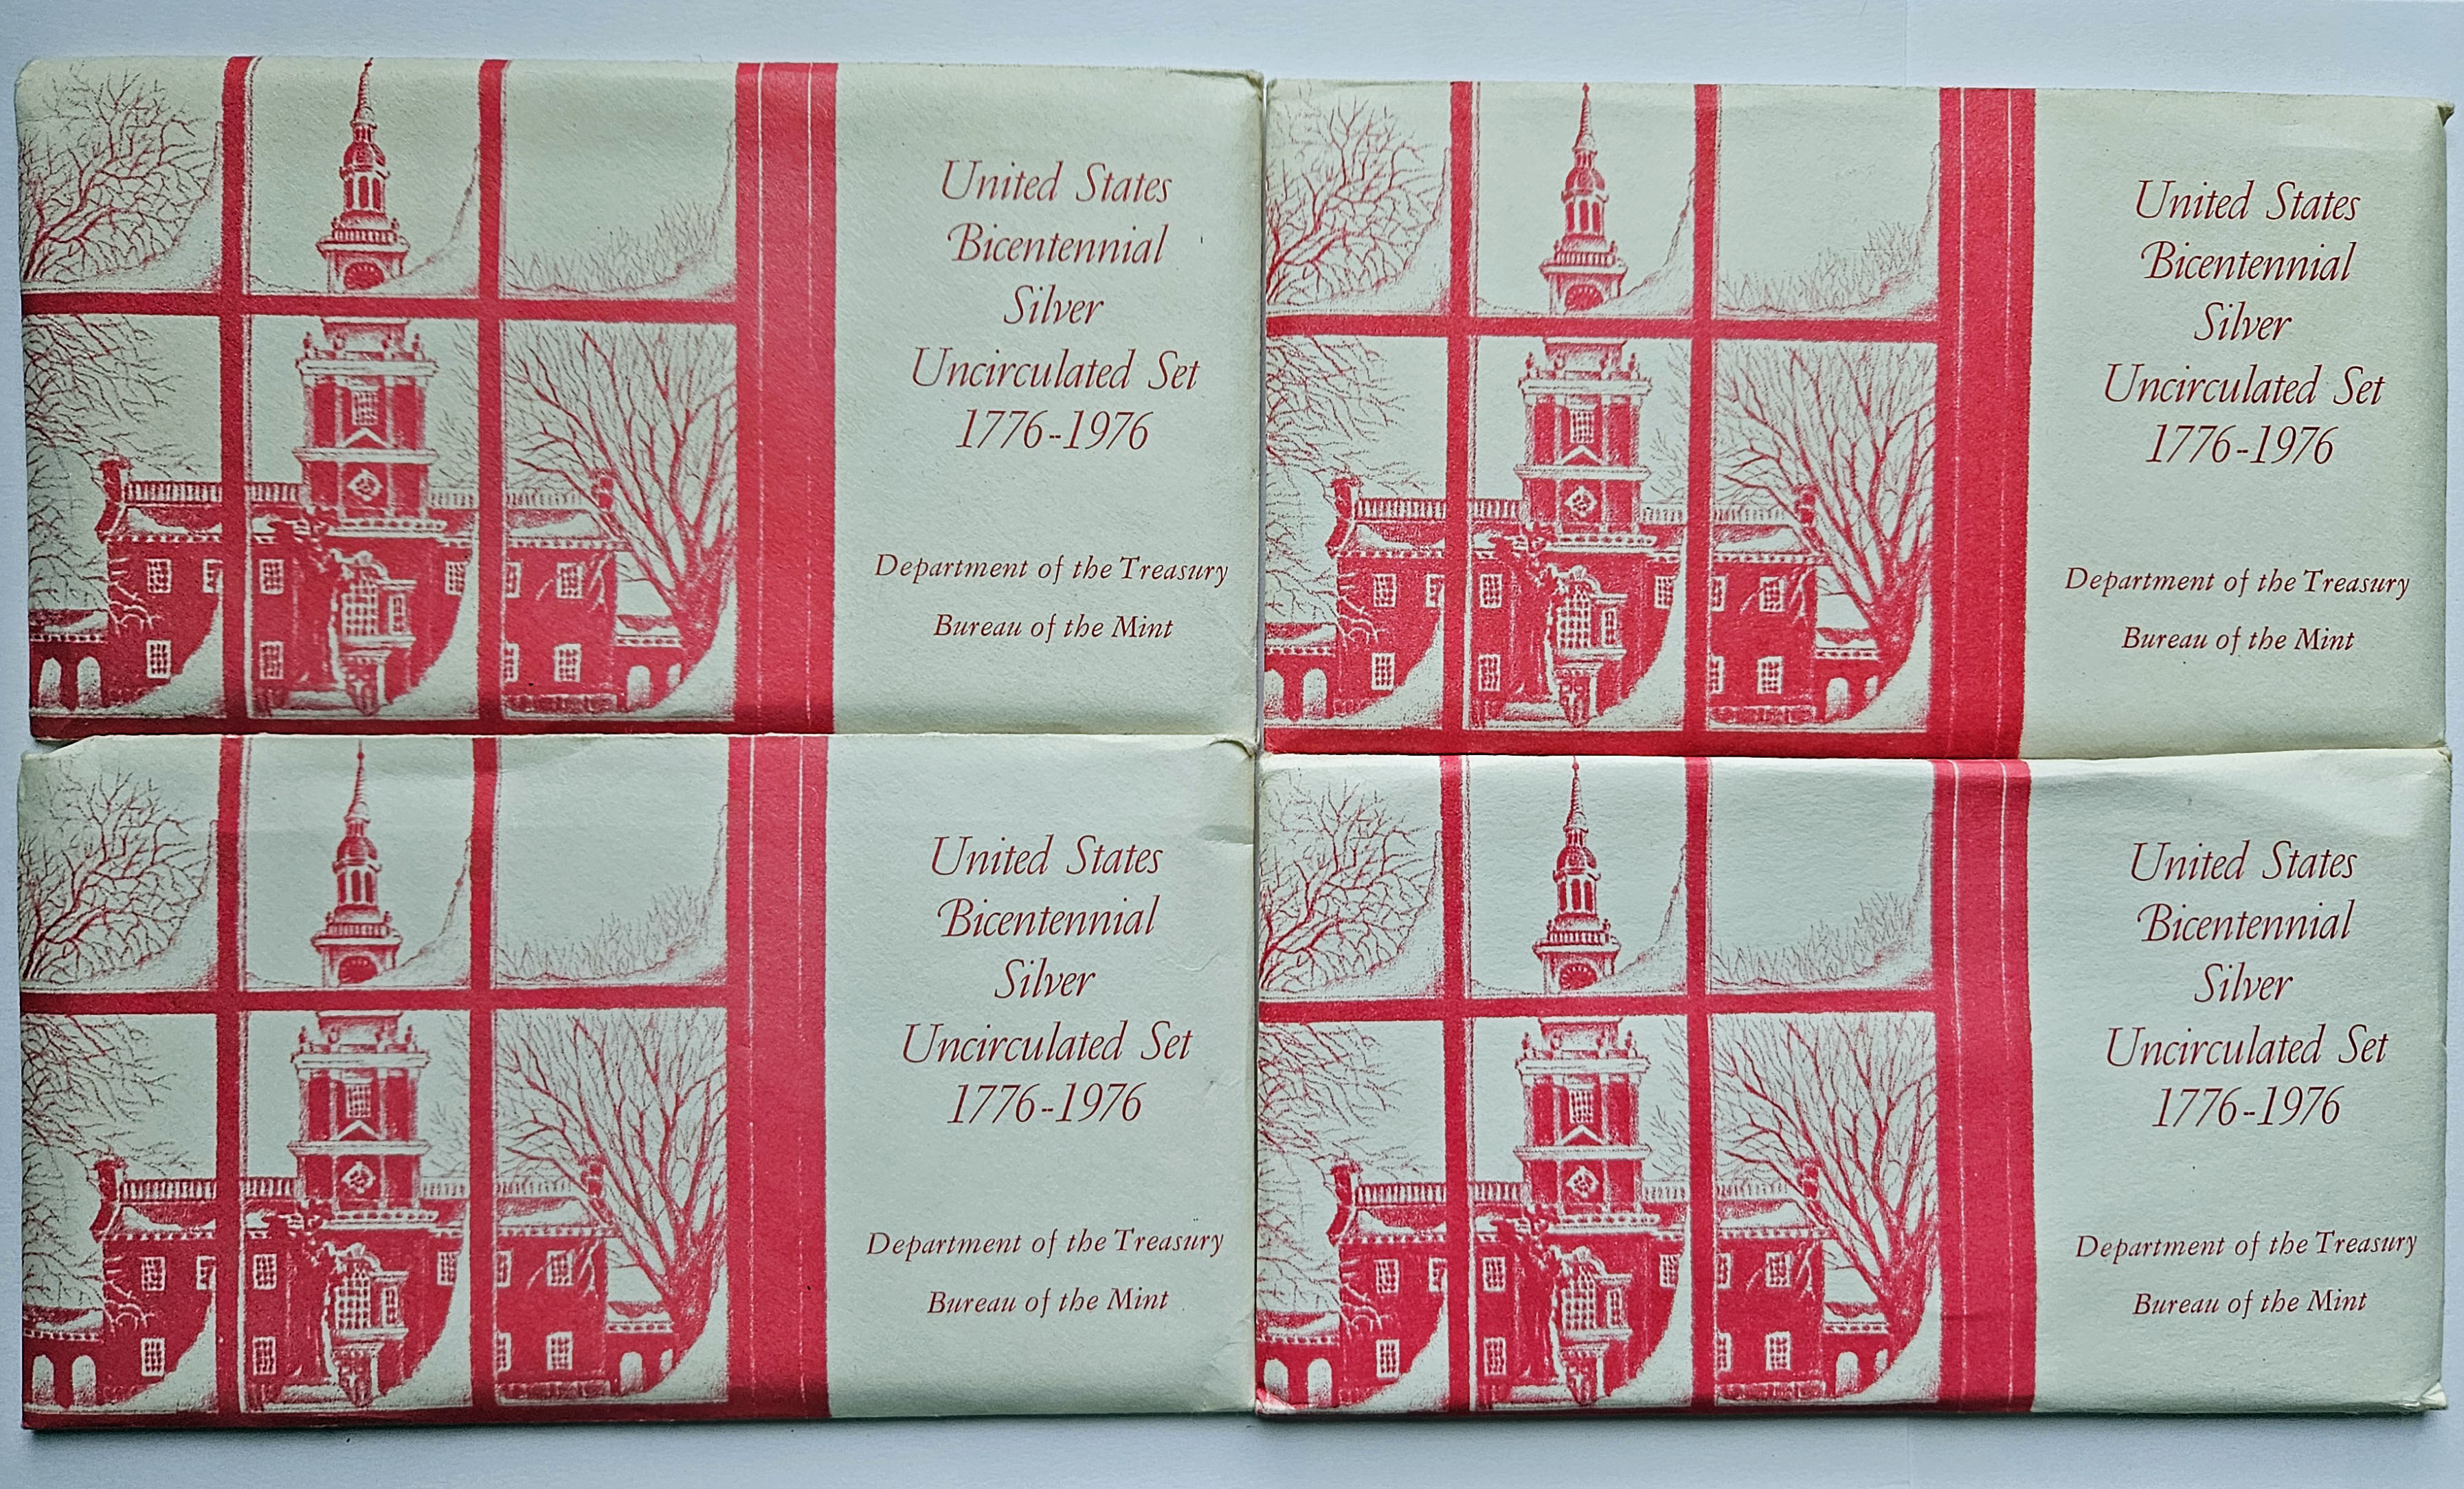 United States
Bicentennial
Silver
Uncirculated Set
1776-1976
Department of the Treasury
Bureau of the Mint
United States
Bicentennial
Silver
Uncirculated Set
1776-1976
Department of the Treasury
Bureau of the Mint
United States
Bicentennial
Silver
Uncirculated Set
1776-1976
Department of the Treasury
Bureau of the Mint
United States
Bicentennial
Silver
Uncirculated Set
1776-1976
Department of the Treasury
Bureau of the Mint